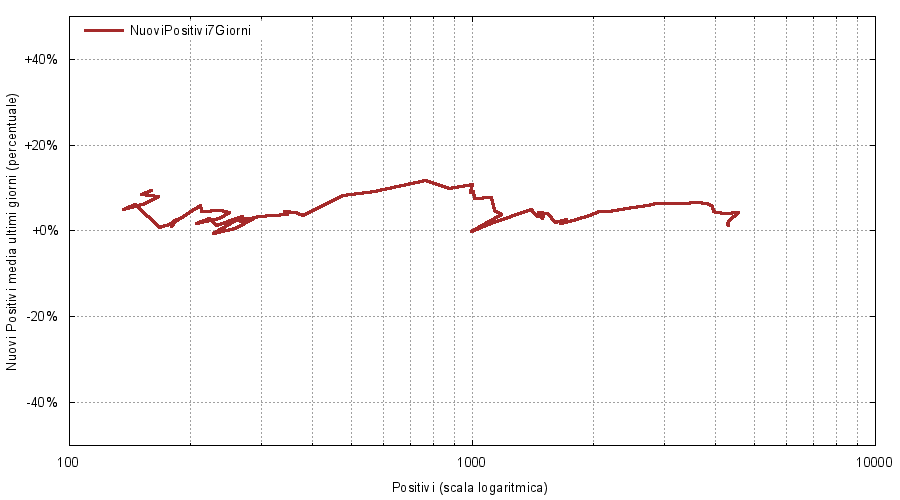 NuoviPositivi7Giorni
+40%
+20%
+0%
-20%
-40%
Nuovi Positivi media ultimi giorni (percentuale)
100
1000
10000
Positivi (scala logaritmica)